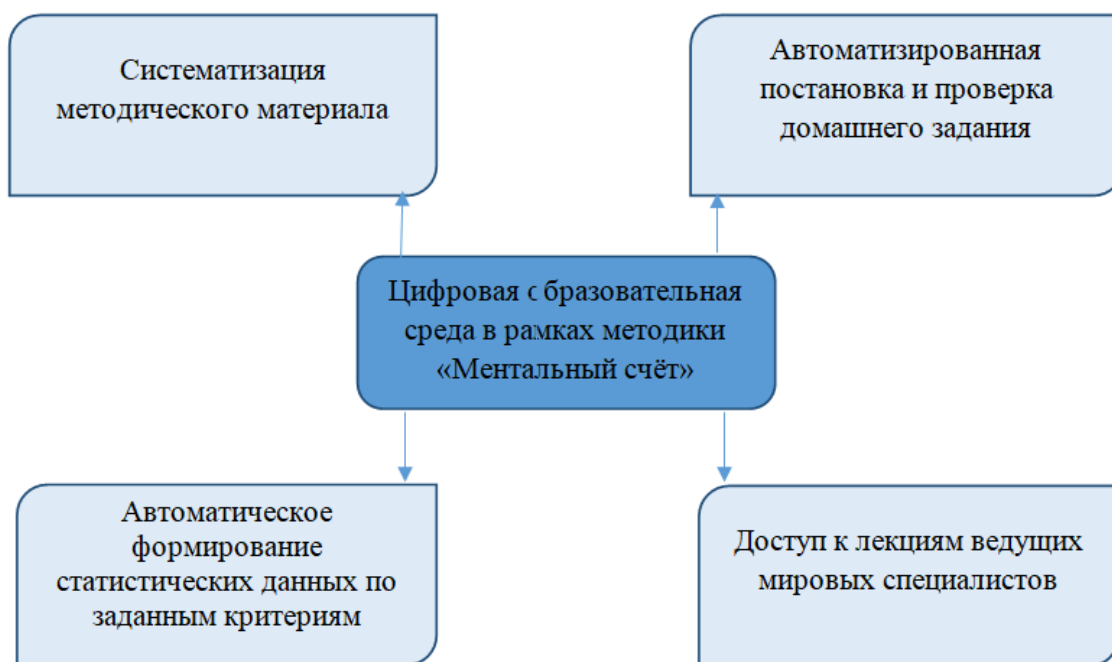 Систематизация
методического материала
Автоматизированная
постановка и проверка
домашнего задания
Цифровая образовательная
среда в рамках методики
«Ментальный счёт»
Автоматическое
формирование
статистических данных по
заданным критериям
Доступ к лекциям ведущих
мировых специалистов